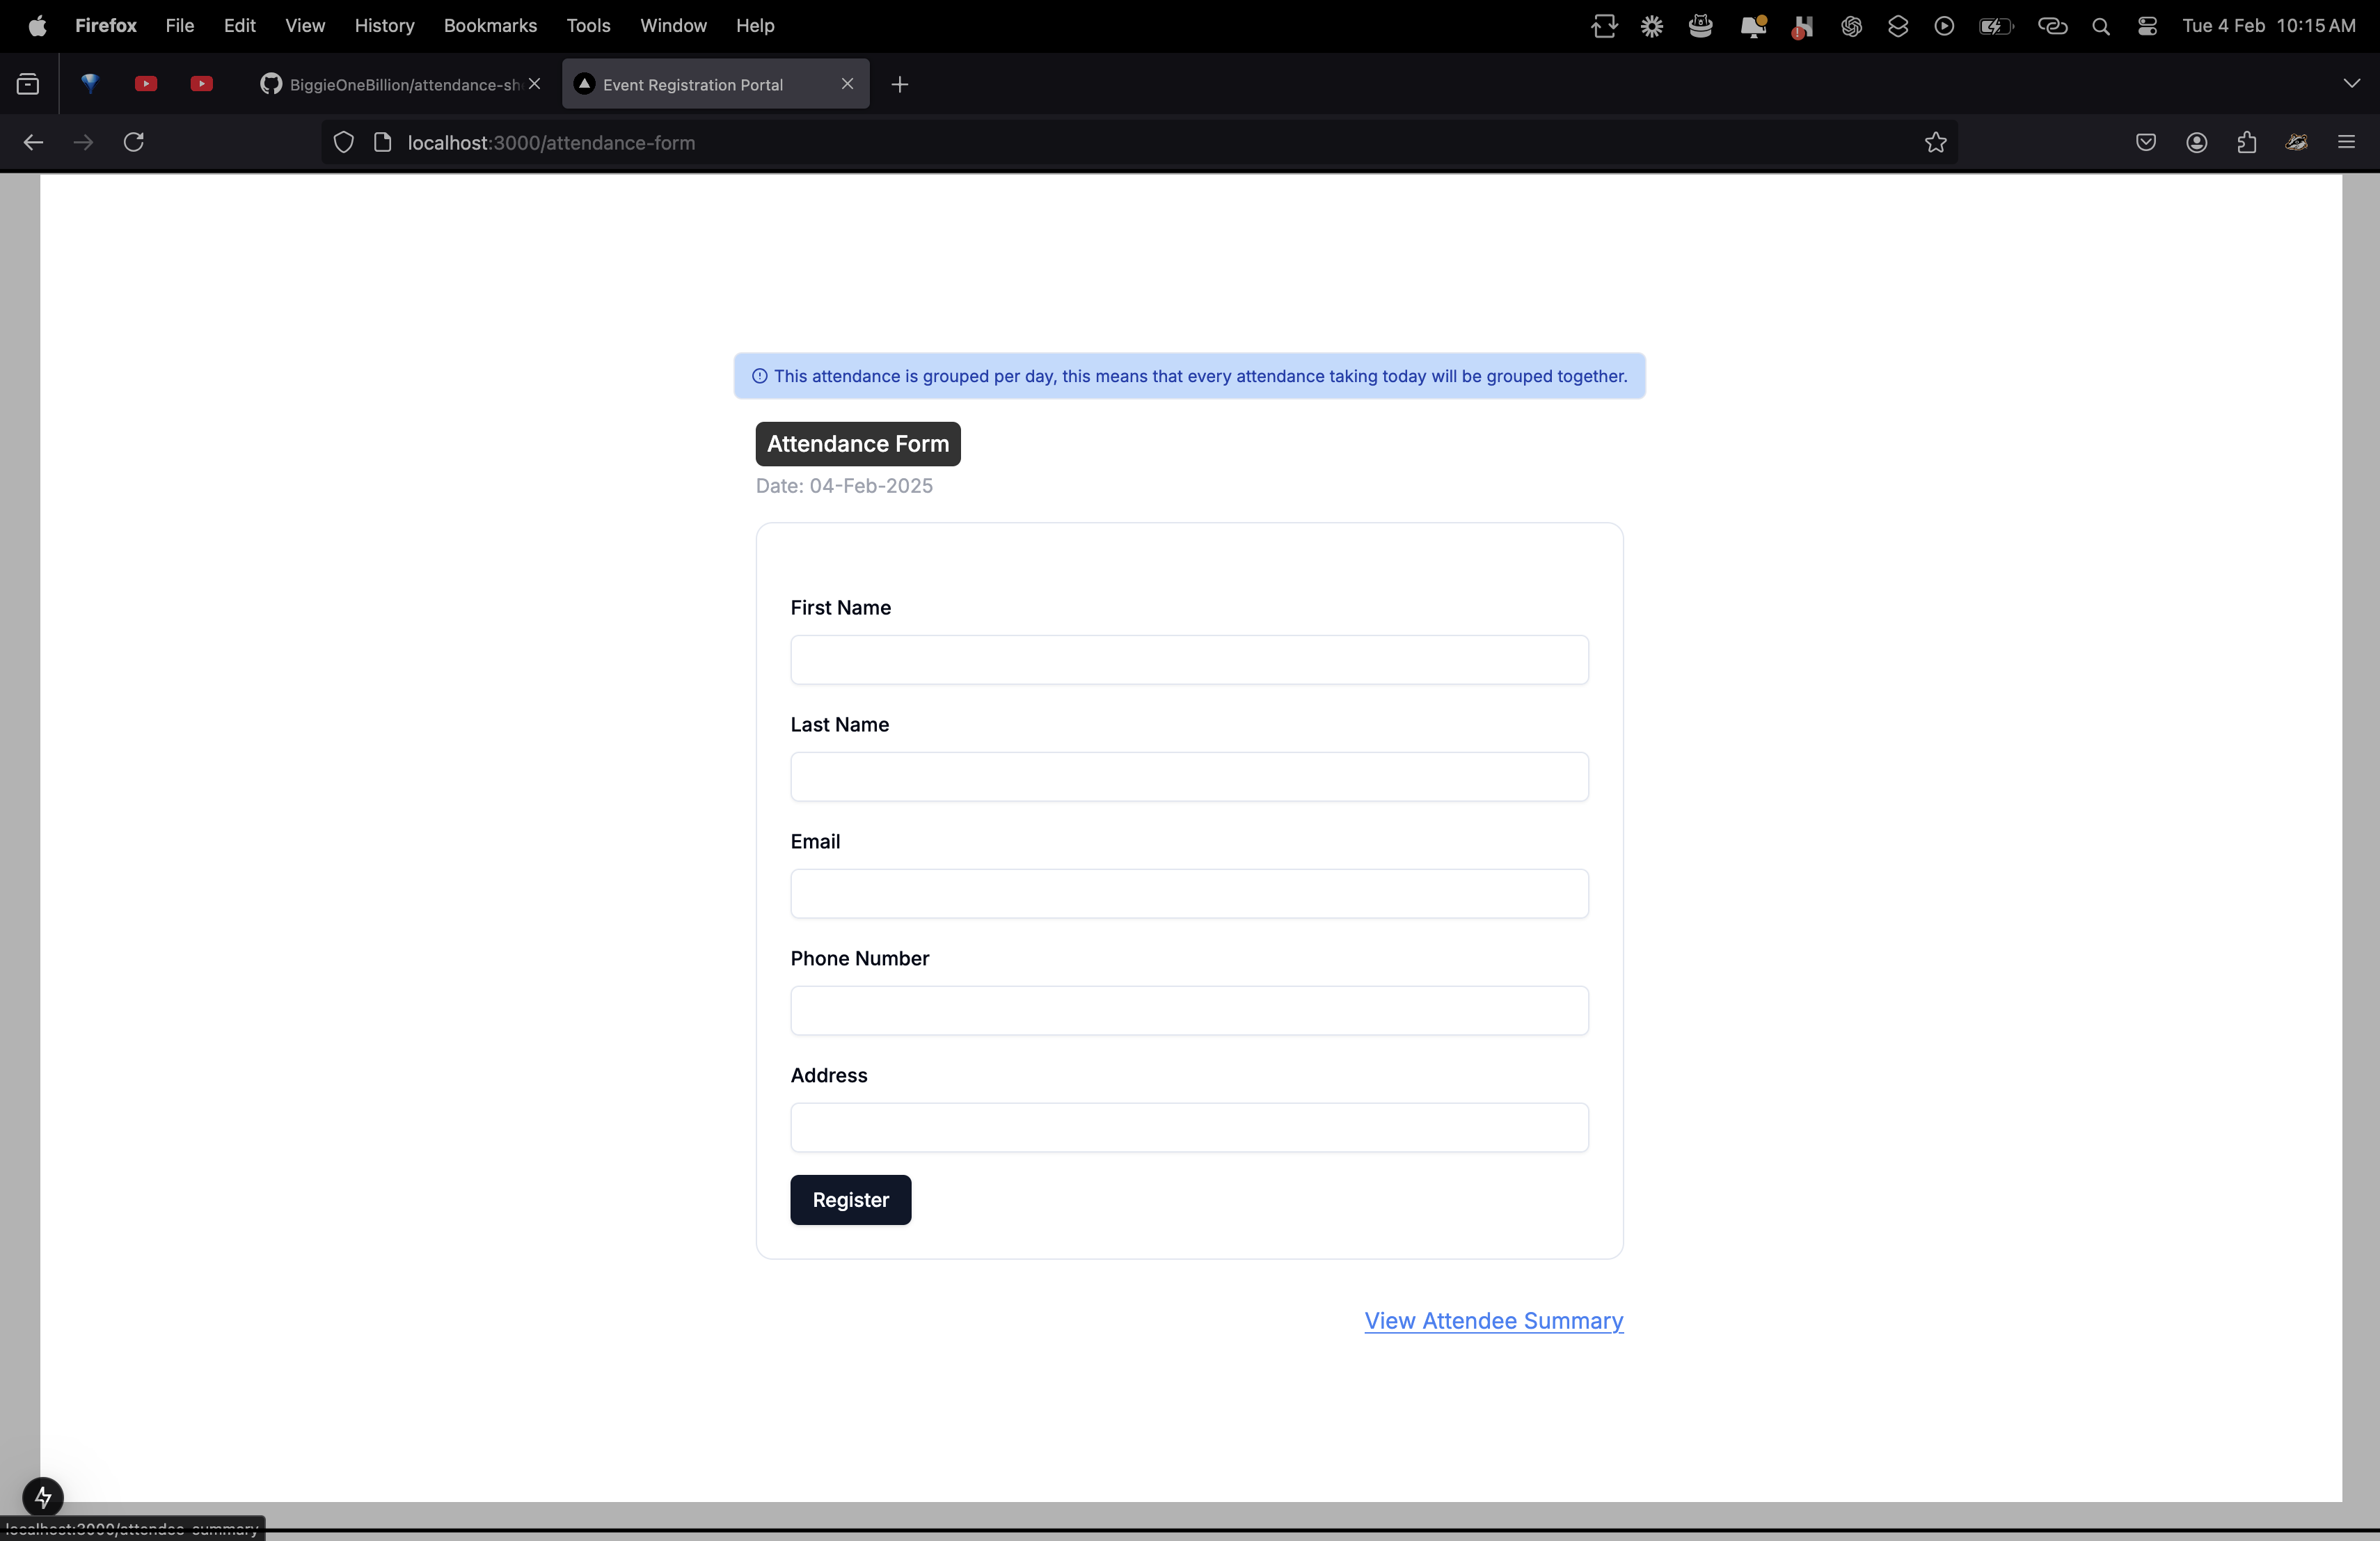 Firefox File Edit View History Bookmarks Tools Window Help Tue 4 Feb 10:15 AM
BiggieOneBillion/attendance-sh Event Registration Portal
localhost:3000/attendance-form
This attendance is grouped per day, this means that every attendance taking today will be grouped together.
Attendance Form
Date: 04-Feb-2025
First Name
Last Name
Email
Phone Number
Address
Register
View Attendee Summary
localhost:3000/attendee-summary